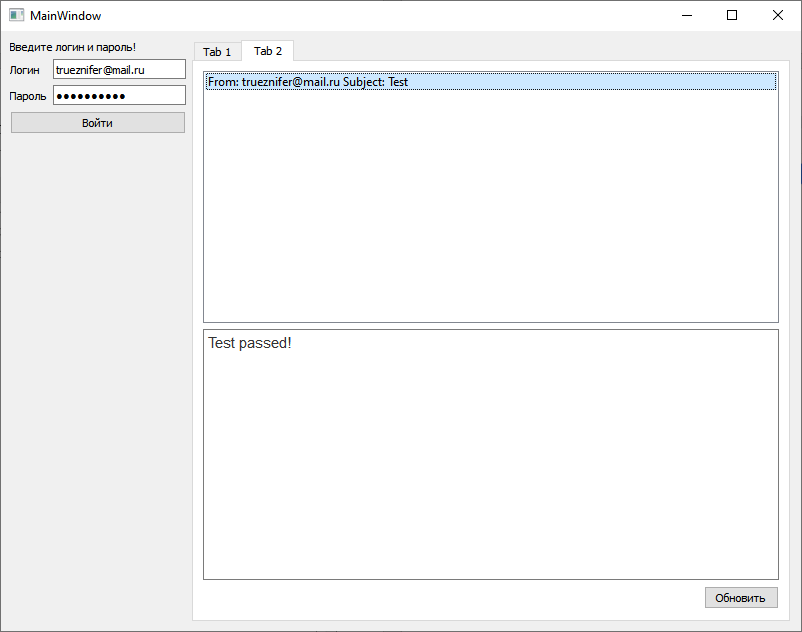 MainWindow
Введите логин и пароль!
Логин
trueznifer@mail.ru
Пароль
●●●●●●●●●●
Войти
Tab 1
Tab 2
From: trueznifer@mail.ru Subject: Test
Test passed!
Обновить